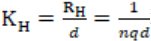 K_H = R_H/d = 1/nqd